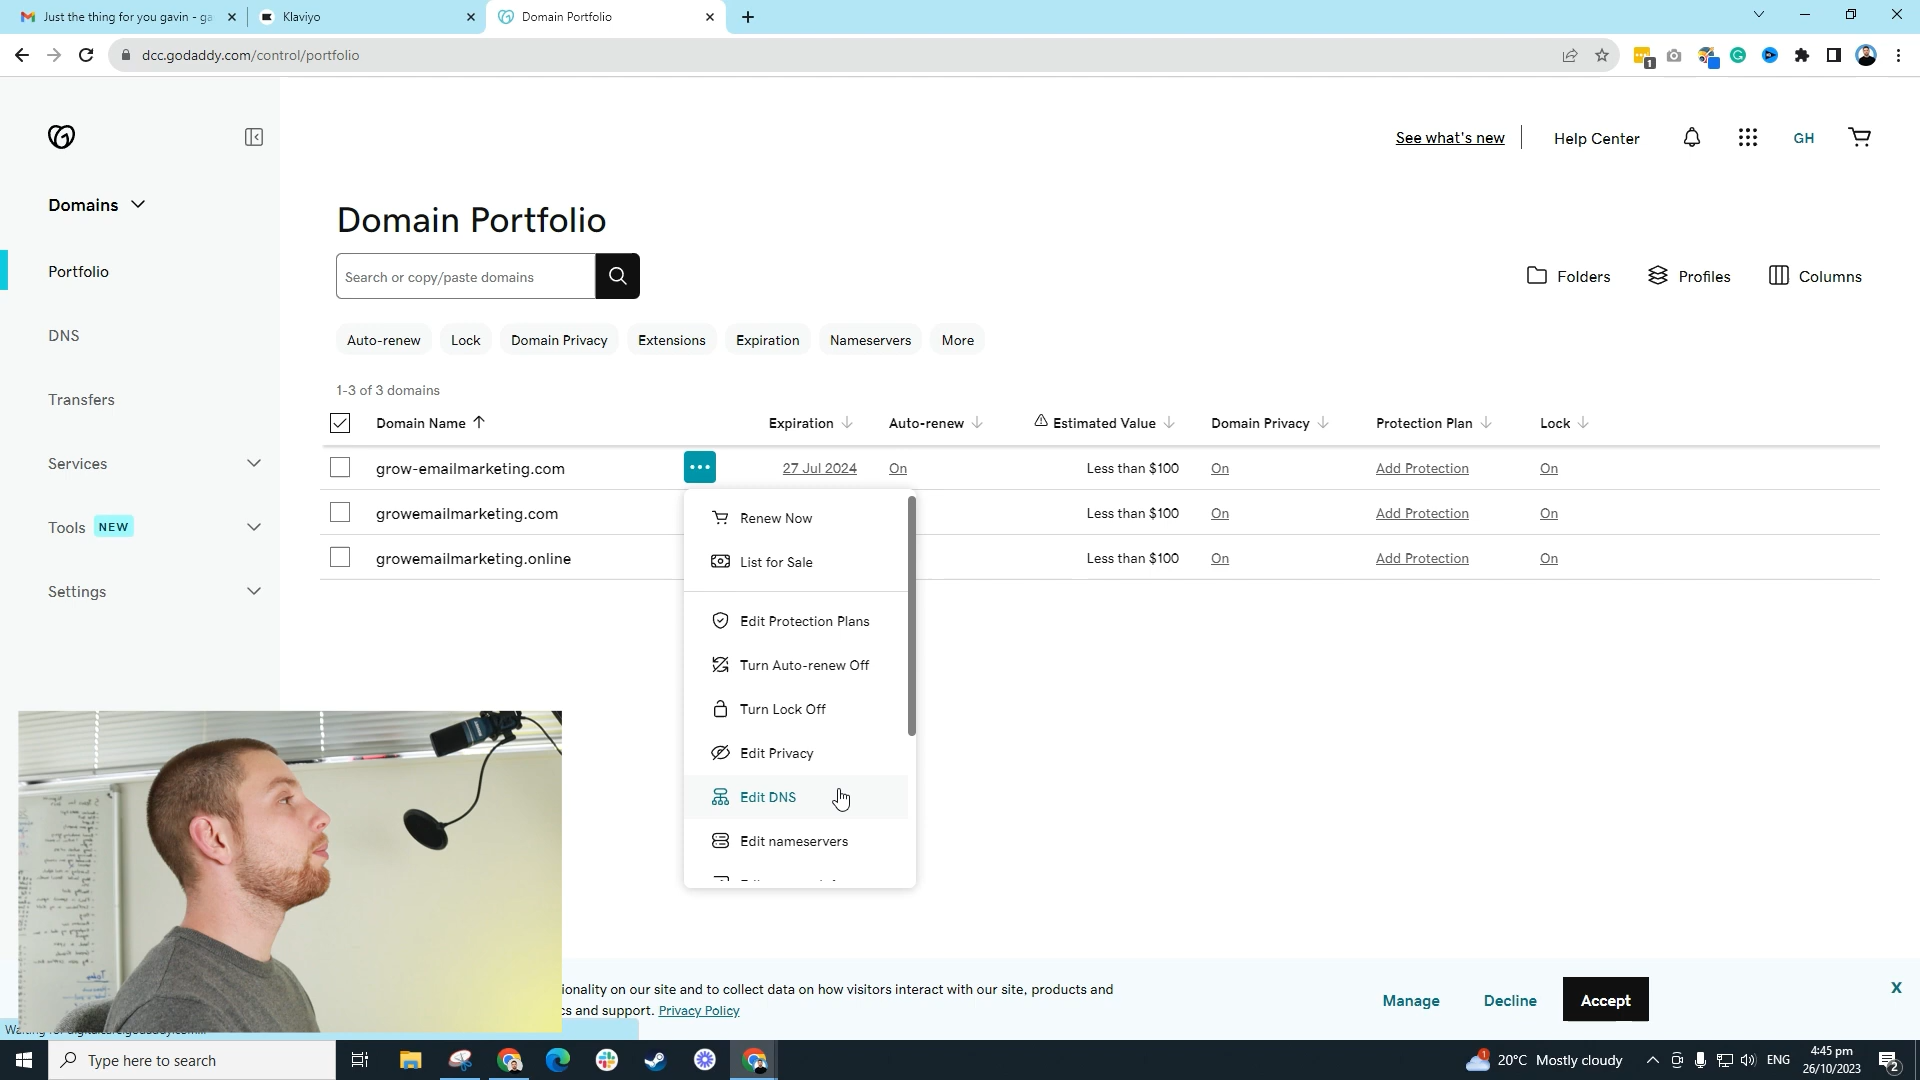 Just the thing for you gavin - ga
Klaviyo
Domain Portfolio
dcc.godaddy.com/control/portfolio
1
See what's new
Help Center
GH
Domains
Portfolio
DNS
Transfers
Services
Tools NEW
Settings
Domain Portfolio
Search or copy/paste domains
Folders
Profiles
Columns
Auto-renew
Lock
Domain Privacy
Extensions
Expiration
Nameservers
More
1-3 of 3 domains
Domain Name Expiration Auto-renew Estimated Value Domain Privacy Protection Plan Lock
grow-emailmarketing.com 27 Jul 2024 On Less than $100 On Add Protection On
growemailmarketing.com Less than $100 On Add Protection On
growemailmarketing.online Less than $100 On Add Protection On
Renew Now
List for Sale
Edit Protection Plans
Turn Auto-renew Off
Turn Lock Off
Edit Privacy
Edit DNS
Edit nameservers
ionality on our site and to collect data on how visitors interact with our site, products and
cs and support. Privacy Policy
Manage
Decline
Accept
X
Type here to search
1
20°C Mostly cloudy
ENG
4:45 pm
26/10/2023
2